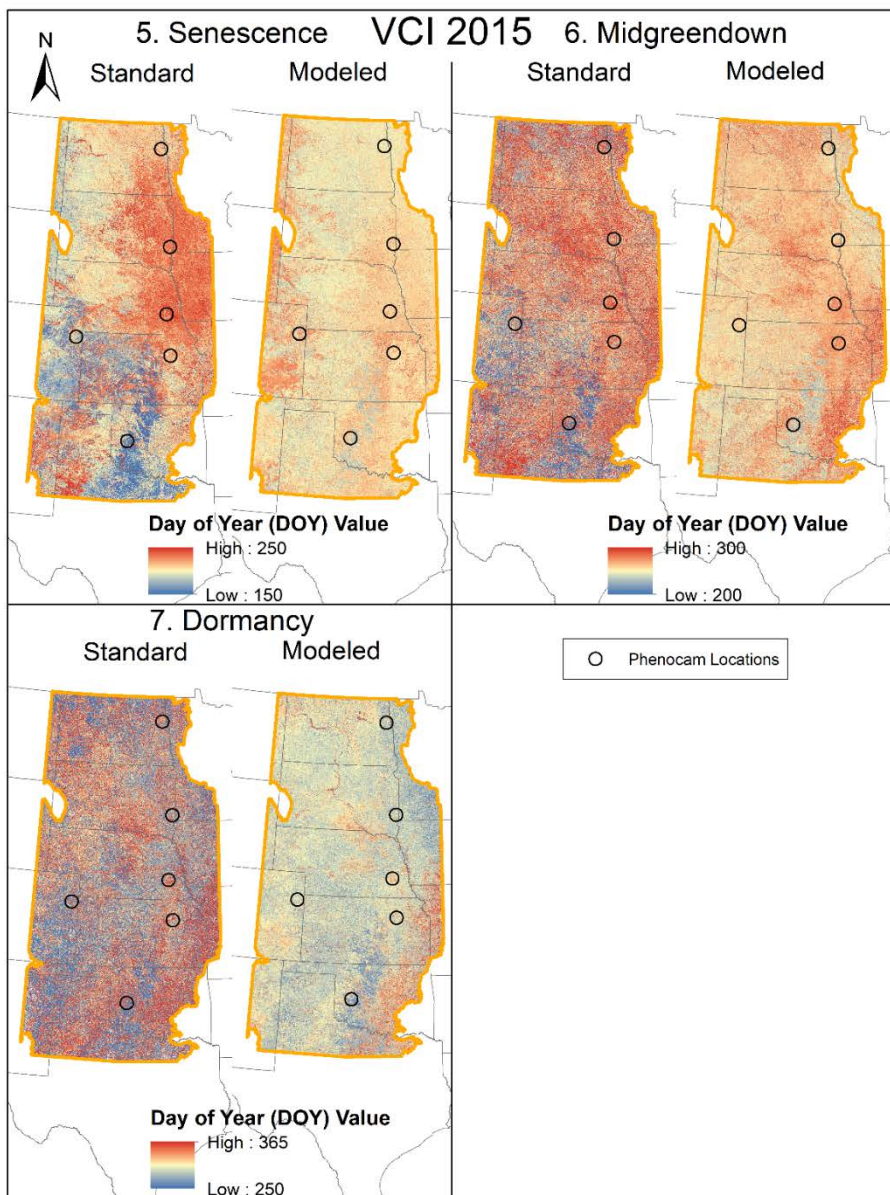 5. Senescence VCI 2015 6. Midgreendown
N
Standard Modeled Standard Modeled
Day of Year (DOY) Value
High : 250
Low : 150
Day of Year (DOY) Value
High : 300
Low : 200
7. Dormancy
Standard Modeled
Phenocam Locations
Day of Year (DOY) Value
High : 365
Low : 250